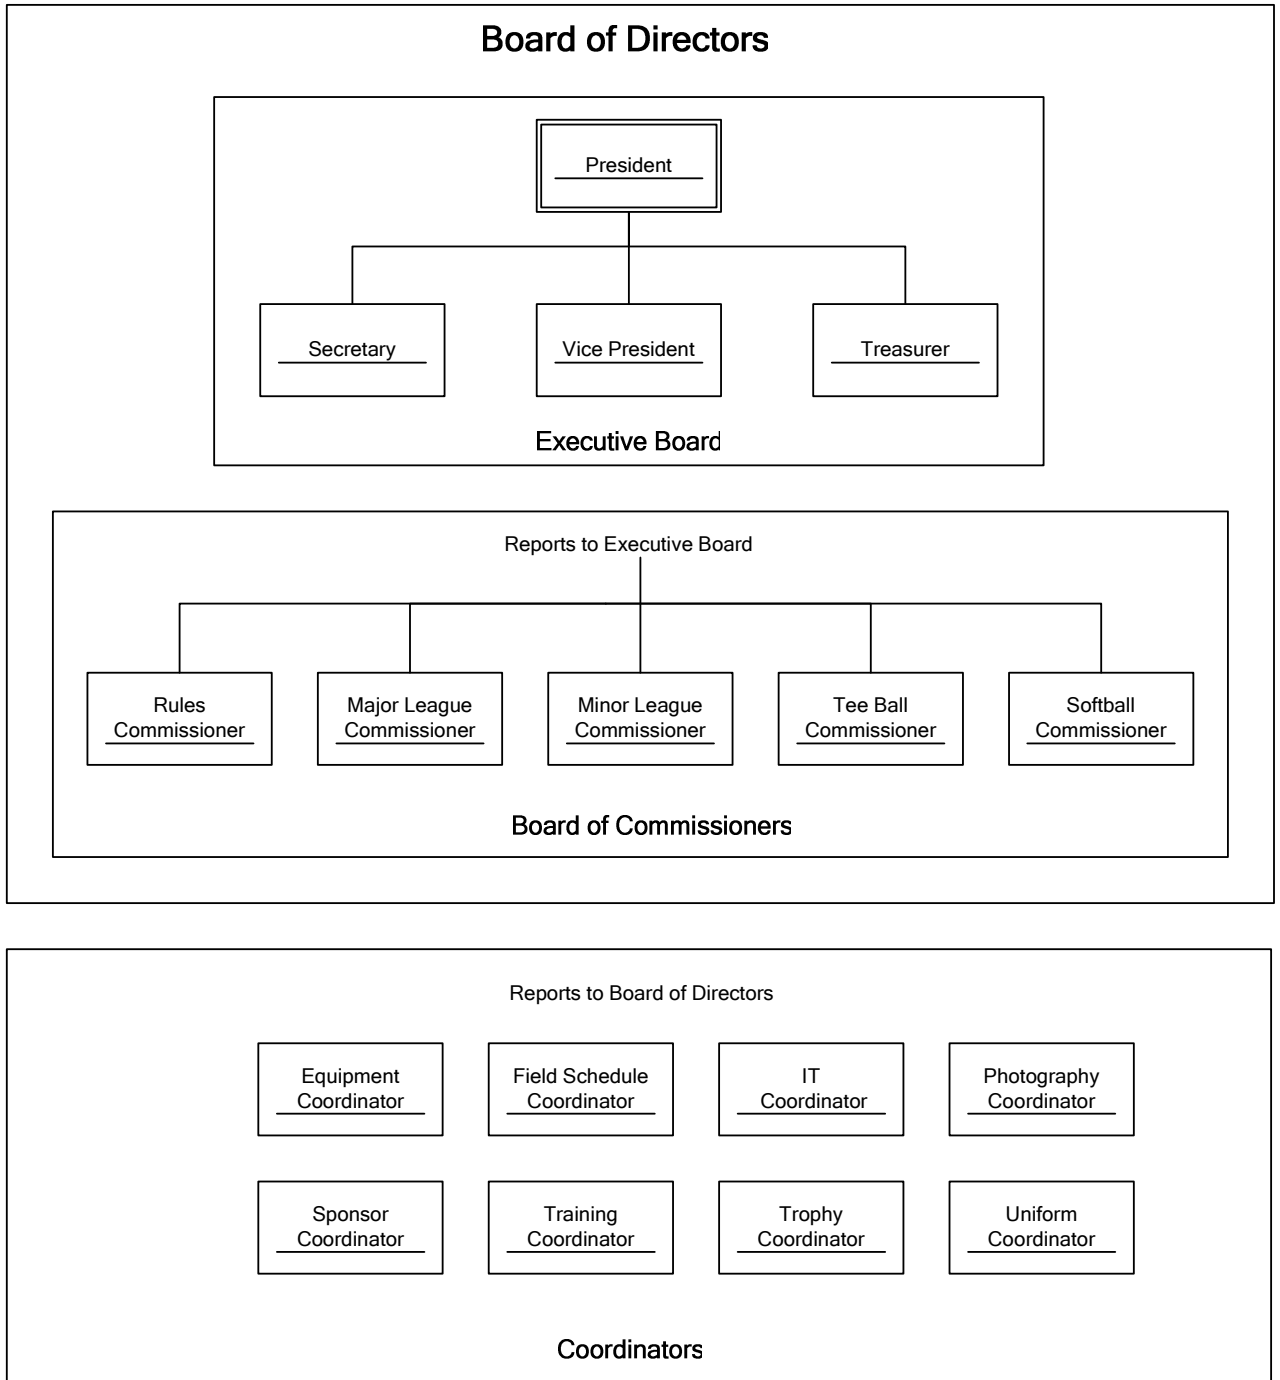 Board of Directors
President
Secretary
Vice President
Treasurer
Executive Board
Reports to Executive Board
Rules
Commissioner
Major League
Commissioner
Minor League
Commissioner
Tee Ball
Commissioner
Softball
Commissioner
Board of Commissioners
Reports to Board of Directors
Equipment
Coordinator
Field Schedule
Coordinator
IT
Coordinator
Photography
Coordinator
Sponsor
Coordinator
Training
Coordinator
Trophy
Coordinator
Uniform
Coordinator
Coordinators